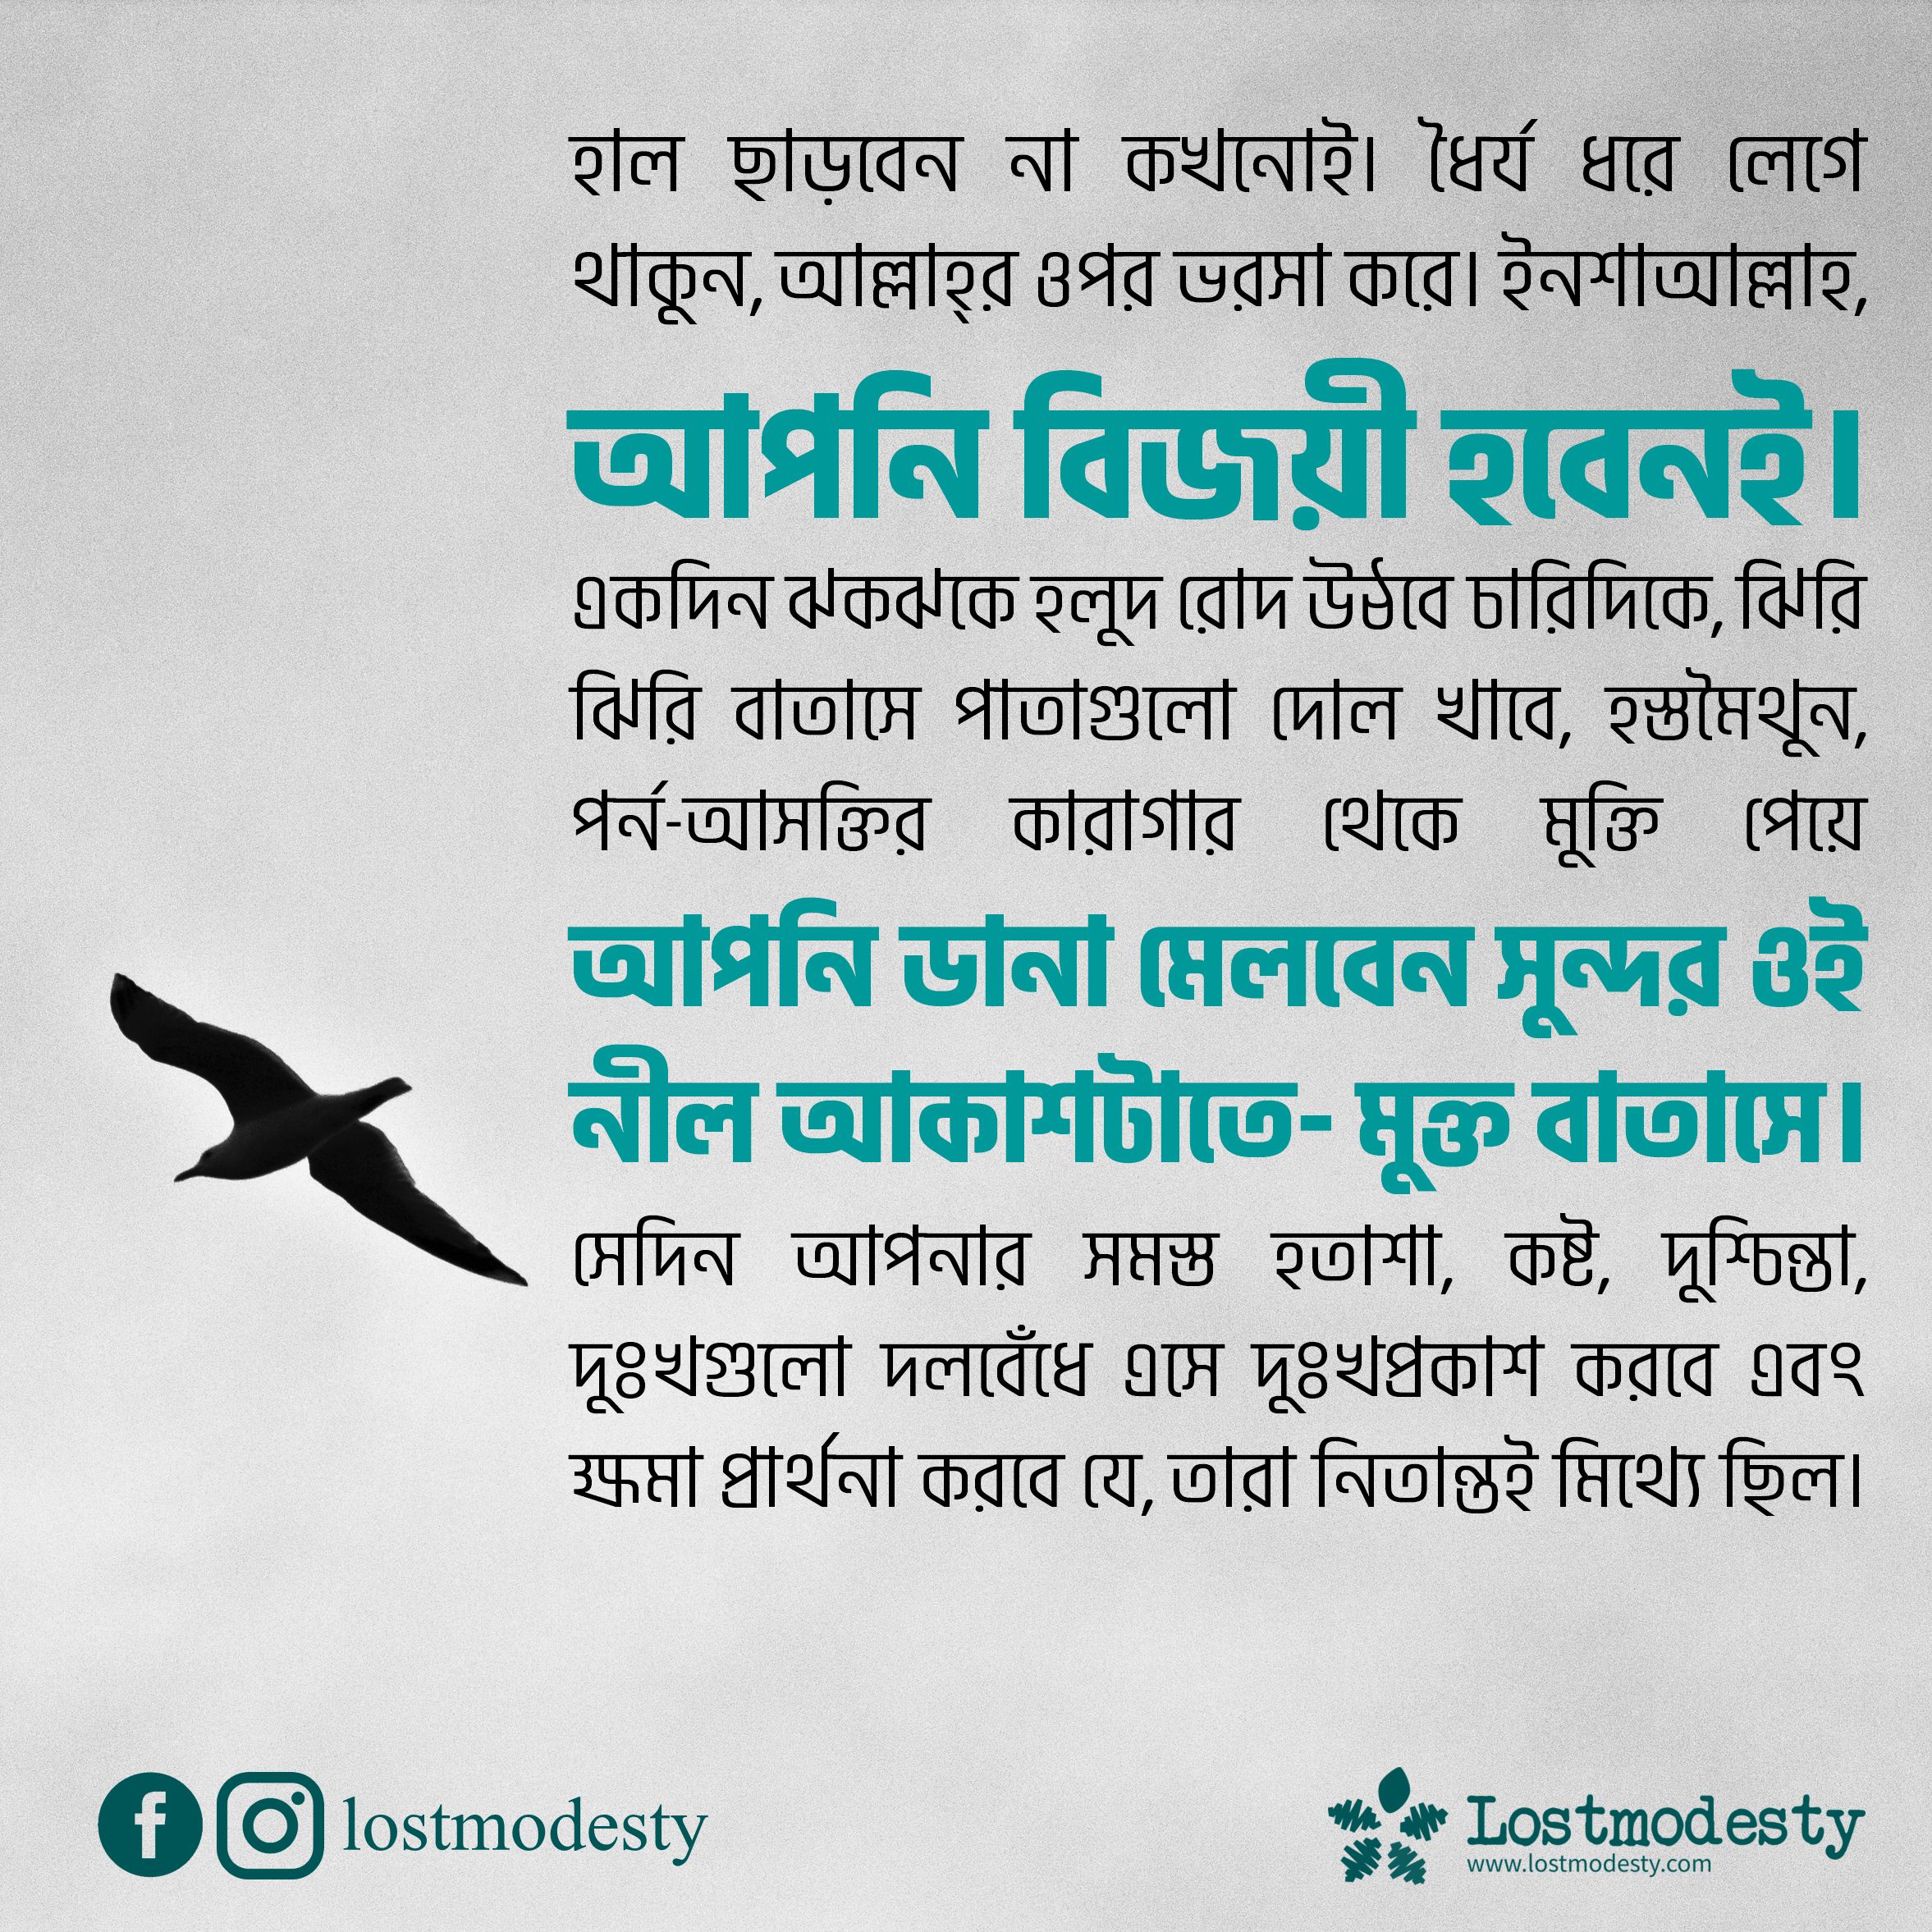 হাল ছাড়বেন না কখনোই। ধৈর্য ধরে লেগে
থাকুন, আল্লাহ্‌র ওপর ভরসা করে। ইনশাআল্লাহ,
আপনি বিজয়ী হবেনই।
একদিন ঝকঝকে হলুদ রোদ উঠবে চারিদিকে, ঝিরি
ঝিরি বাতাসে পাতাগুলো দোল খাবে, হস্তমৈথুন,
পর্ন-আসক্তির কারাগার থেকে মুক্তি পেয়ে
আপনি ডানা মেলবেন সুন্দর ওই
নীল আকাশটাতে- মুক্ত বাতাসে।
সেদিন আপনার সমস্ত হতাশা, কষ্ট, দুশ্চিন্তা,
দুঃখগুলো দলবেঁধে এসে দুঃখপ্রকাশ করবে এবং
ক্ষমা প্রার্থনা করবে যে, তারা নিতান্তই মিথ্যে ছিল।
lostmodesty
Lostmodesty
www.lostmodesty.com